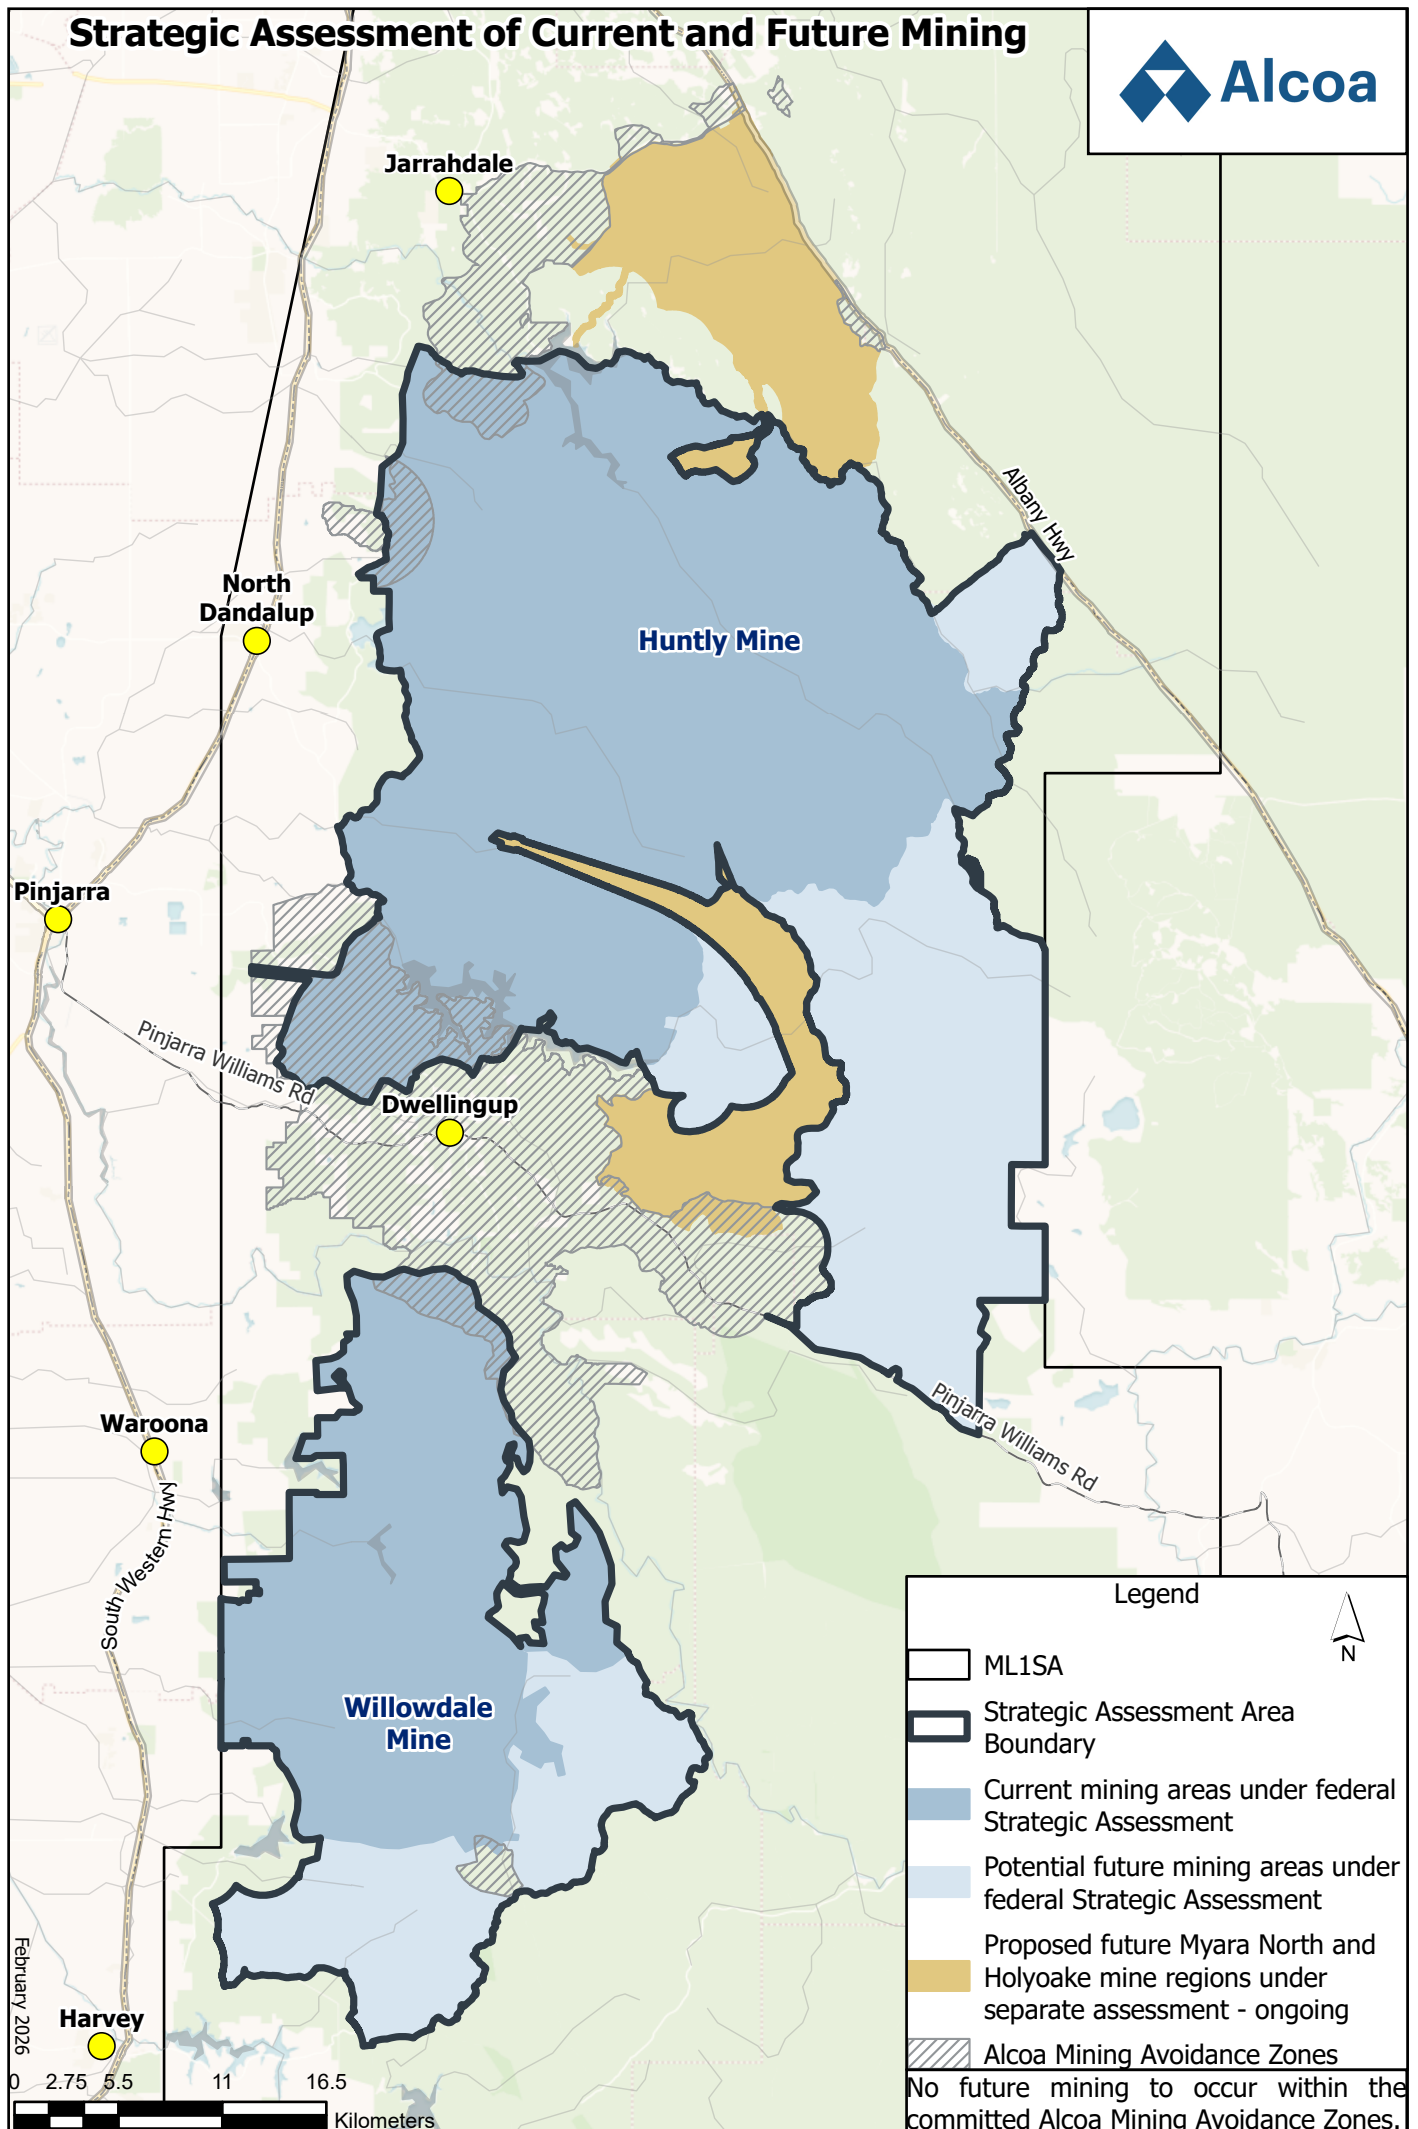 Strategic Assessment of Current and Future Mining
Alcoa
Jarrahdale
Albany Hwy
North
Dandalup
Huntly Mine
Pinjarra
Pinjarra Williams Rd
Dwellingup
Waroona
Pinjarra Williams Rd
South Western Hwy
Willowdale
Mine
Harvey
February 2026
0 2.75 5.5 11 16.5
Kilometers
Legend
N
ML1SA
Strategic Assessment Area
Boundary
Current mining areas under federal
Strategic Assessment
Potential future mining areas under
federal Strategic Assessment
Proposed future Myara North and
Holyoake mine regions under
separate assessment - ongoing
Alcoa Mining Avoidance Zones
No future mining to occur within the
committed Alcoa Mining Avoidance Zones.